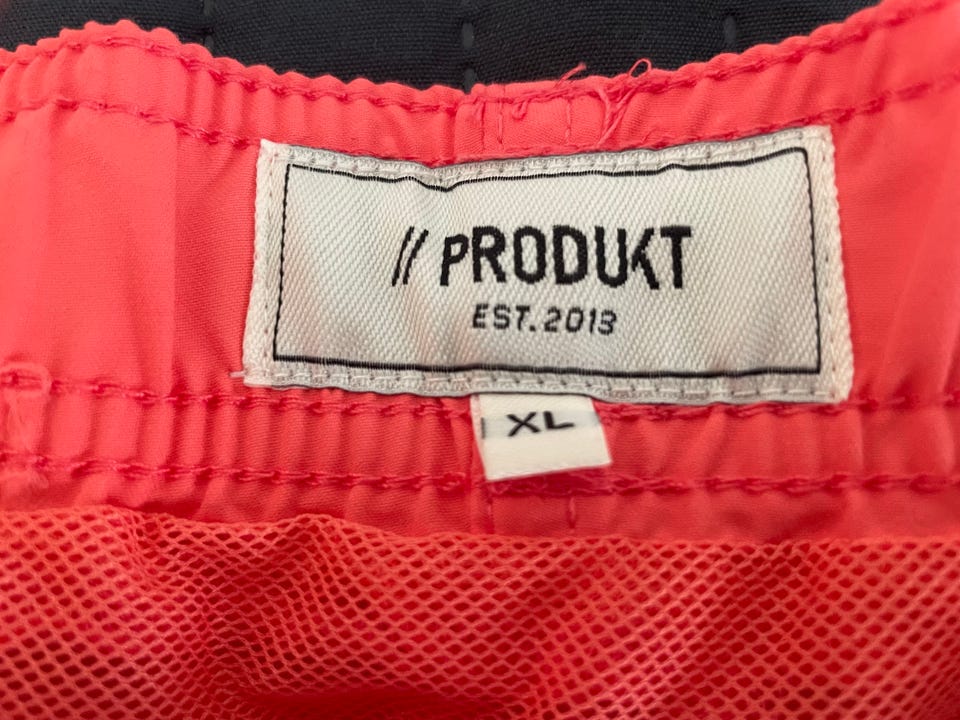 // PRODUKT
EST. 2013
XL